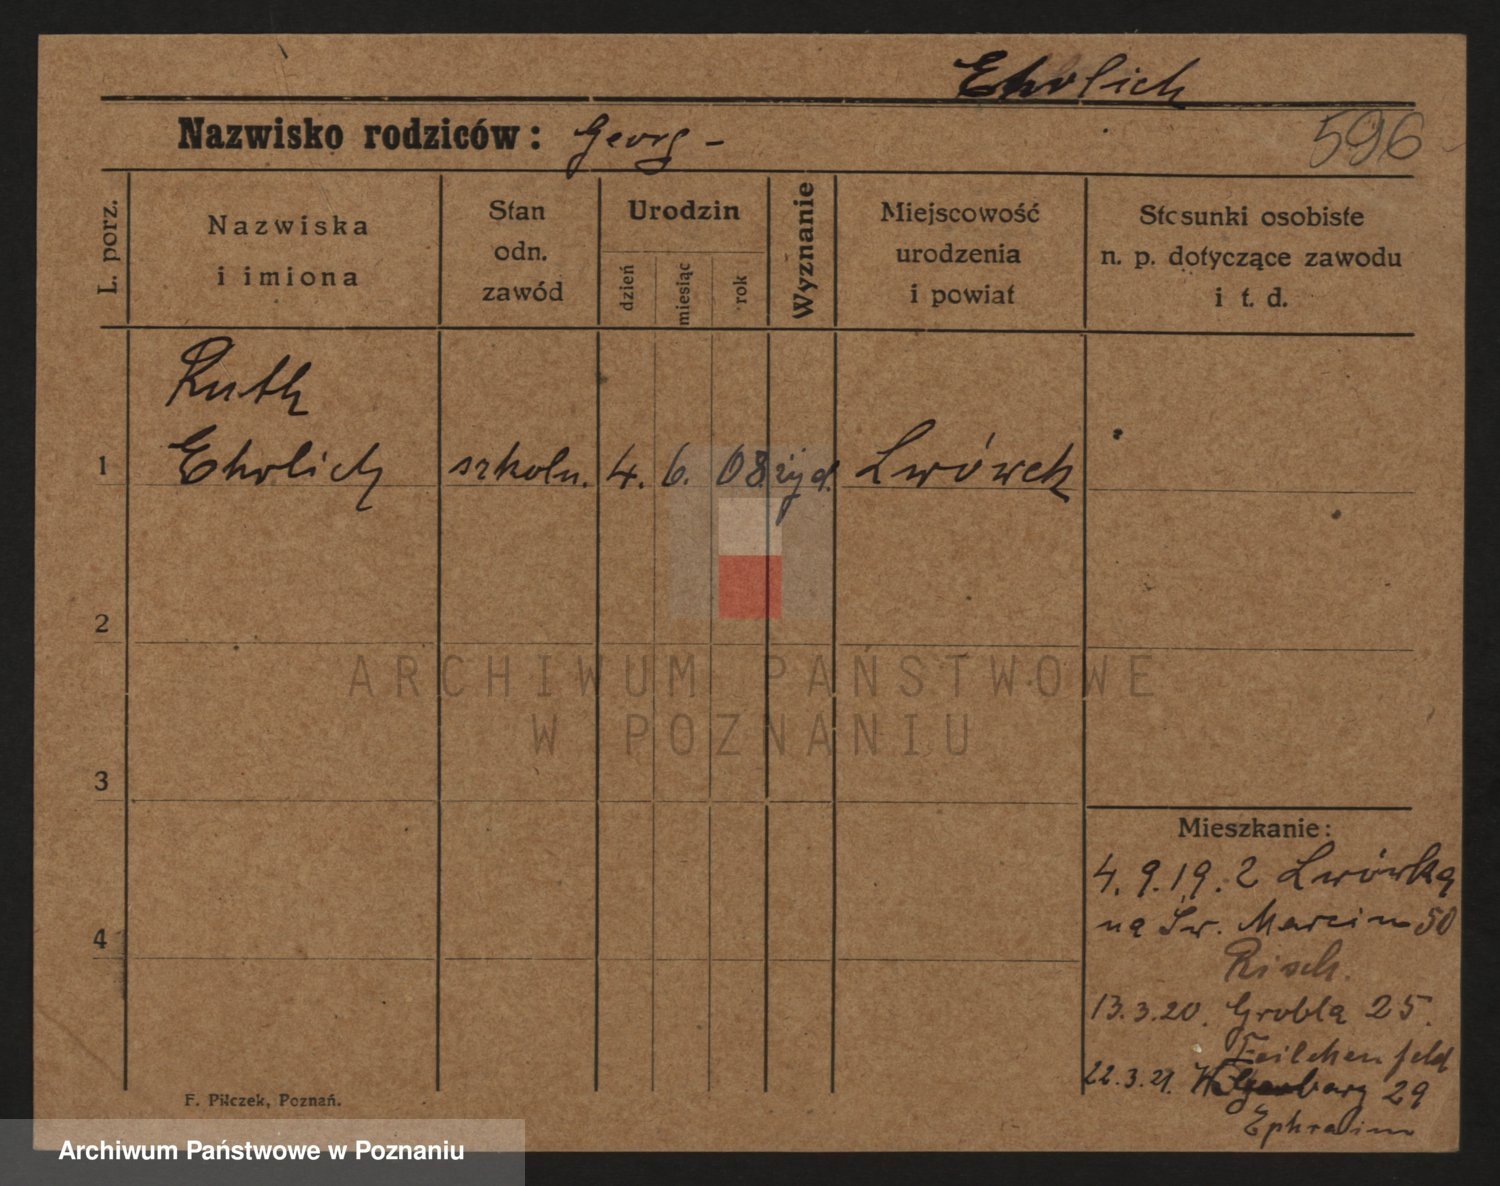 Ehrlich
Nazwisko rodziców: Georg -
596
L. porz.
Nazwiska
i imiona
Stan
odn.
zawód
Urodzin
dzień
miesiąc
rok
Wyznanie
Miejscowość
urodzenia
i powiat
Stosunki osobiste
n. p. dotyczące zawodu
i t. d.
Ruth
1 Ehrlich szkoln. 4. 6. 08 żyd. Lwówek
2
3
4
Mieszkanie:
4.9.19. z Lwówka
na Św. Marcin 50
Risch.
13.3.20. Grobla 25.
Feilchenfeld
22.3.21. 29
Ephraim
F. Piłczek, Poznań.
ARCHIWUM PAŃSTWOWE
W POZNANIU
Archiwum Państwowe w Poznaniu